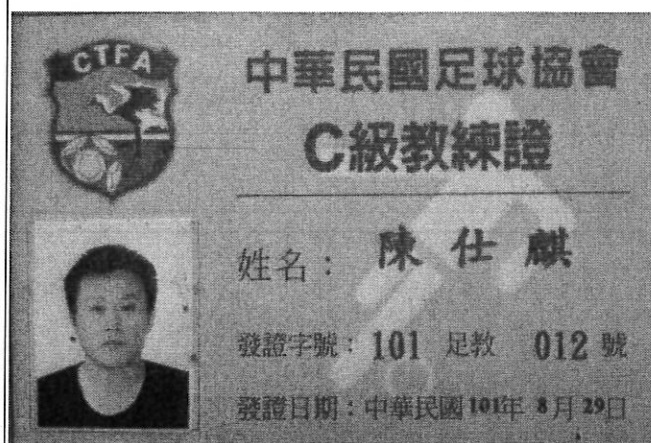 CTFA
中華民國足球協會
C級教練證
姓名：陳仕麒
發證字號：101 足教 012 號
發證日期：中華民國101年 8月 29日